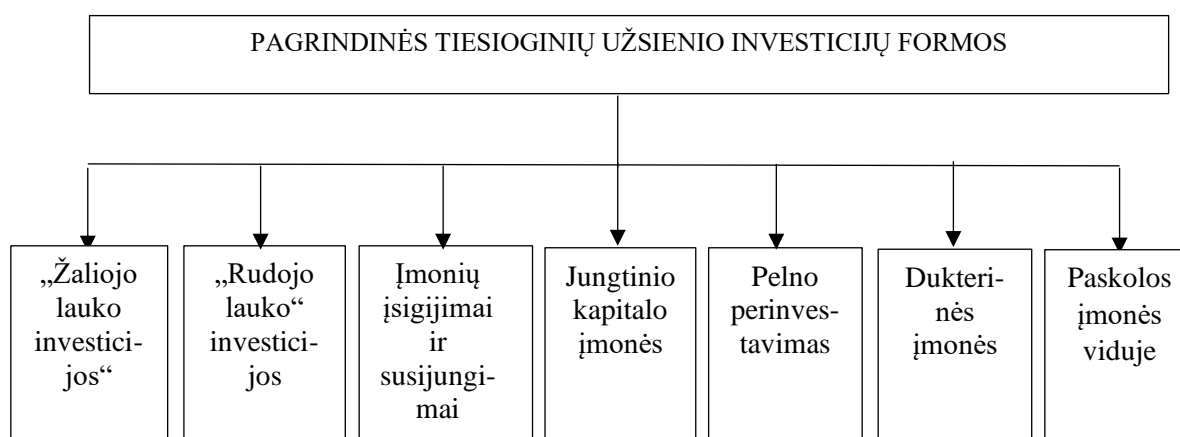 PAGRINDINĖS TIESIOGINIŲ UŽSIENIO INVESTICIJŲ FORMOS
„Žaliojo
lauko
investici-
jos“
„Rudojo
lauko“
investici-
jos
Įmonių
įsigijimai
ir
susijungi-
mai
Jungtinio
kapitalo
įmonės
Pelno
perinves-
tavimas
Dukteri-
nės
įmonės
Paskolos
įmonės
viduje